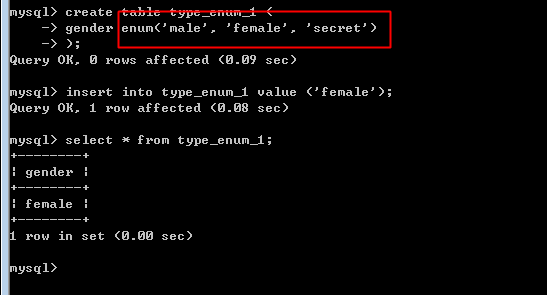 mysql> create table type_enum_1 (
    -> gender enum('male', 'female', 'secret')
    -> );
Query OK, 0 rows affected (0.09 sec)
mysql> insert into type_enum_1 value ('female');
Query OK, 1 row affected (0.08 sec)
mysql> select * from type_enum_1;
+--------+
| gender |
+--------+
| female |
+--------+
1 row in set (0.00 sec)
mysql>